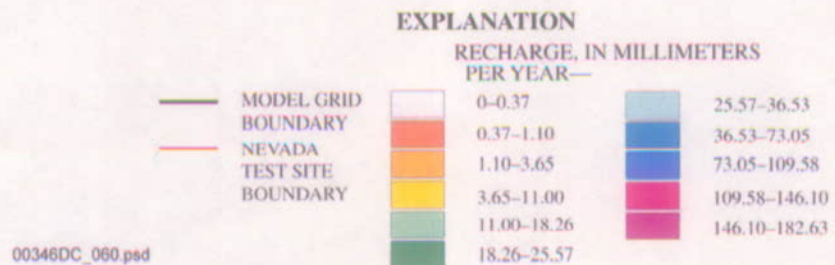 EXPLANATION
RECHARGE, IN MILLIMETERS
PER YEAR—
MODEL GRID
BOUNDARY
NEVADA
TEST SITE
BOUNDARY
0–0.37
0.37–1.10
1.10–3.65
3.65–11.00
11.00–18.26
18.26–25.57
25.57–36.53
36.53–73.05
73.05–109.58
109.58–146.10
146.10–182.63
00346DC_060.psd